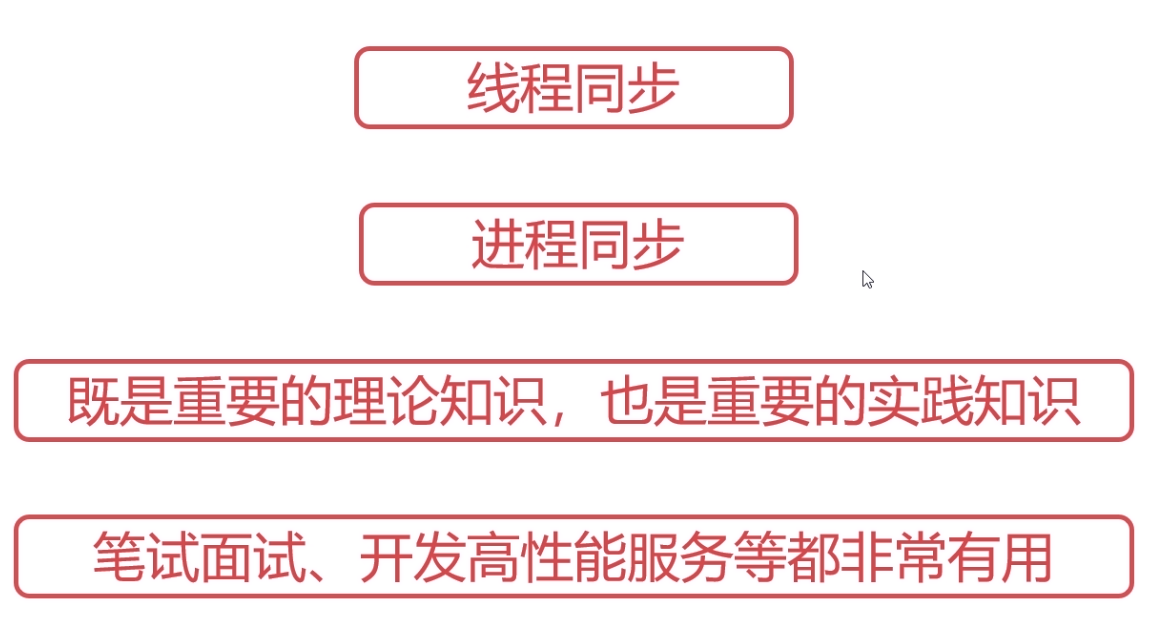 线程同步
进程同步
既是重要的理论知识，也是重要的实践知识
笔试面试、开发高性能服务等都非常有用